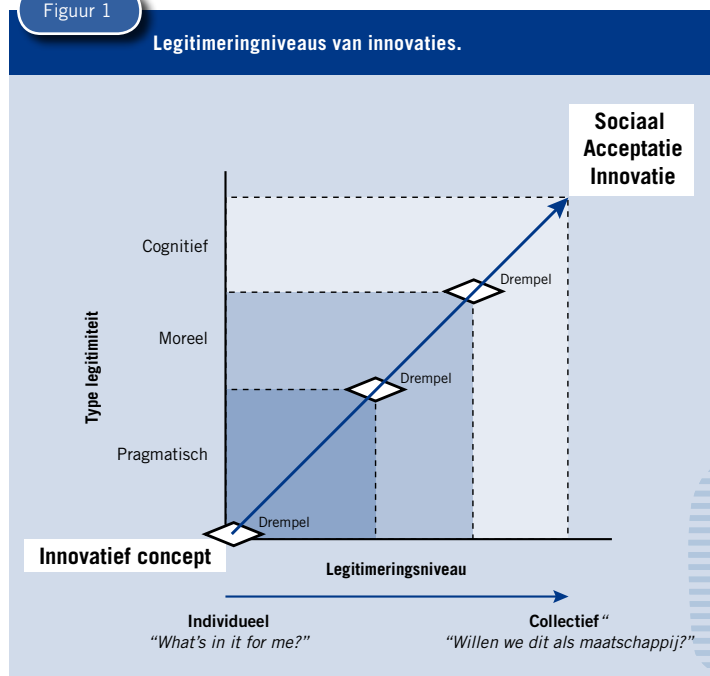 Figuur 1
Legitimeringniveaus van innovaties.
Sociaal
Acceptatie
Innovatie
Cognitief
Drempel
Moreel
Drempel
Type legitimiteit
Pragmatisch
Drempel
Innovatief concept
Legitimeringsniveau
Individueel
"What's in it for me?"
Collectief “
"Willen we dit als maatschappij?"